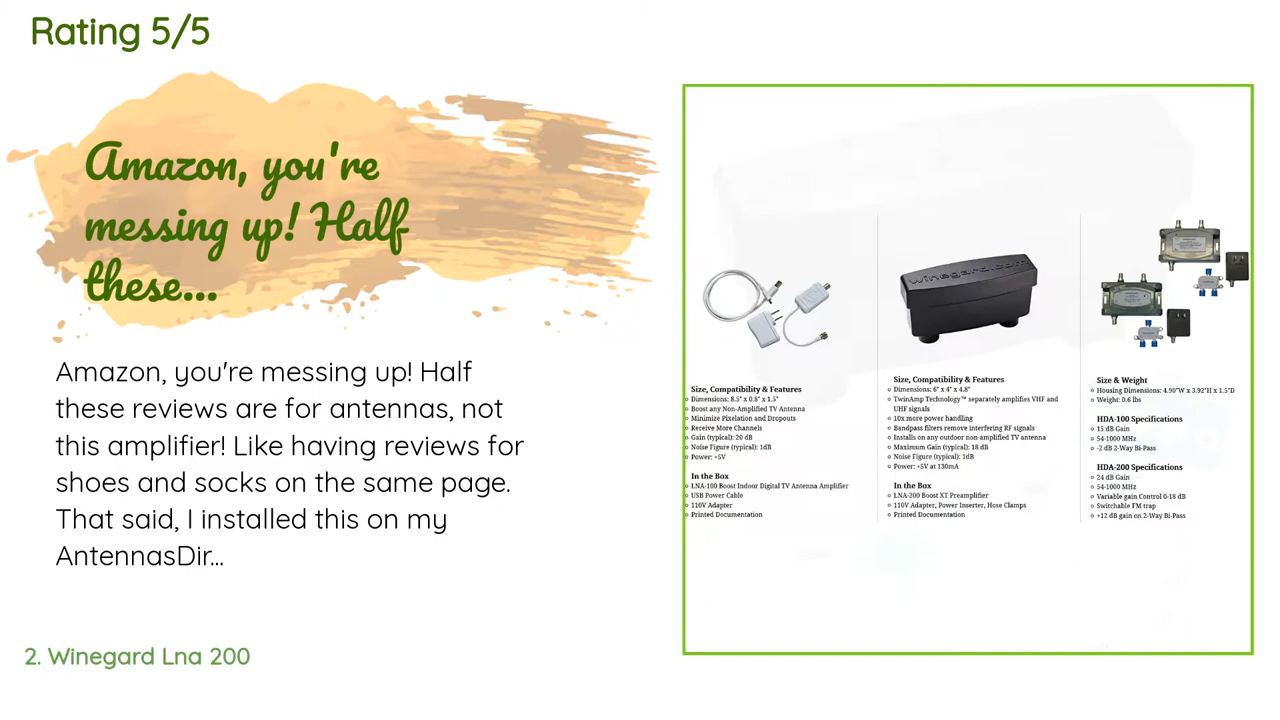 Rating 5/5
Amazon, you're
messing up! Half
these...
Amazon, you're messing up! Half
these reviews are for antennas, not
this amplifier! Like having reviews for
shoes and socks on the same page.
That said, I installed this on my
AntennasDir...
2. Winegard Lna 200
winegard.com
Size, Compatibility & Features
Dimensions: 8.5" x 0.8" x 1.5"
Boost any Non-Amplified TV Antenna
Minimize Pixelation and Dropouts
Receive More Channels
Gain (typical): 20 dB
Noise Figure (typical): 1dB
Power: +5V
In the Box
LNA-100 Boost Indoor Digital TV Antenna Amplifier
USB Power Cable
110V Adapter
Printed Documentation
Size, Compatibility & Features
Dimensions: 6" x 4" x 4.8"
TwinAmp Technology™ separately amplifies VHF and
UHF signals
10x more power handling
Bandpass filters remove interfering RF signals
Installs on any outdoor non-amplified TV antenna
Maximum Gain (typical): 18 dB
Noise Figure (typical): 1dB
Power: +5V at 130mA
In the Box
LNA-200 Boost XT Preamplifier
110V Adapter, Power Inserter, Hose Clamps
Printed Documentation
Size & Weight
Housing Dimensions: 4.90"W x 3.92"H x 1.5"D
Weight: 0.6 lbs
HDA-100 Specifications
15 dB Gain
54-1000 MHz
-2 dB 2-Way Bi-Pass
HDA-200 Specifications
24 dB Gain
54-1000 MHz
Variable gain Control 0-18 dB
Switchable FM trap
+12 dB gain on 2-Way Bi-Pass